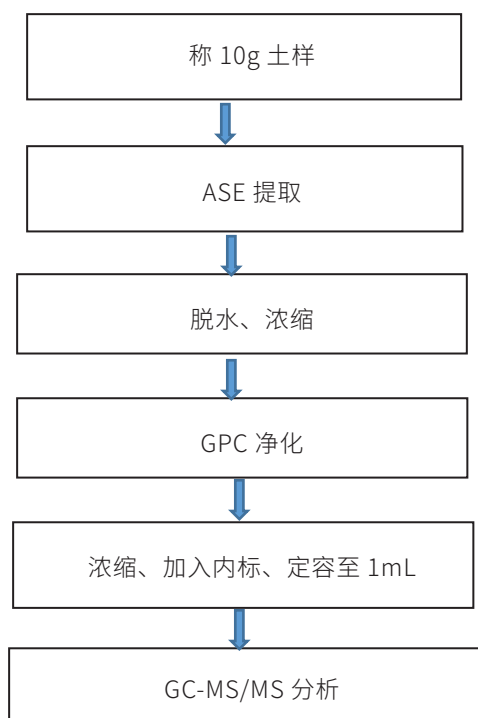 称 10g 土样
ASE 提取
脱水、浓缩
GPC 净化
浓缩、加入内标、定容至 1mL
GC-MS/MS 分析